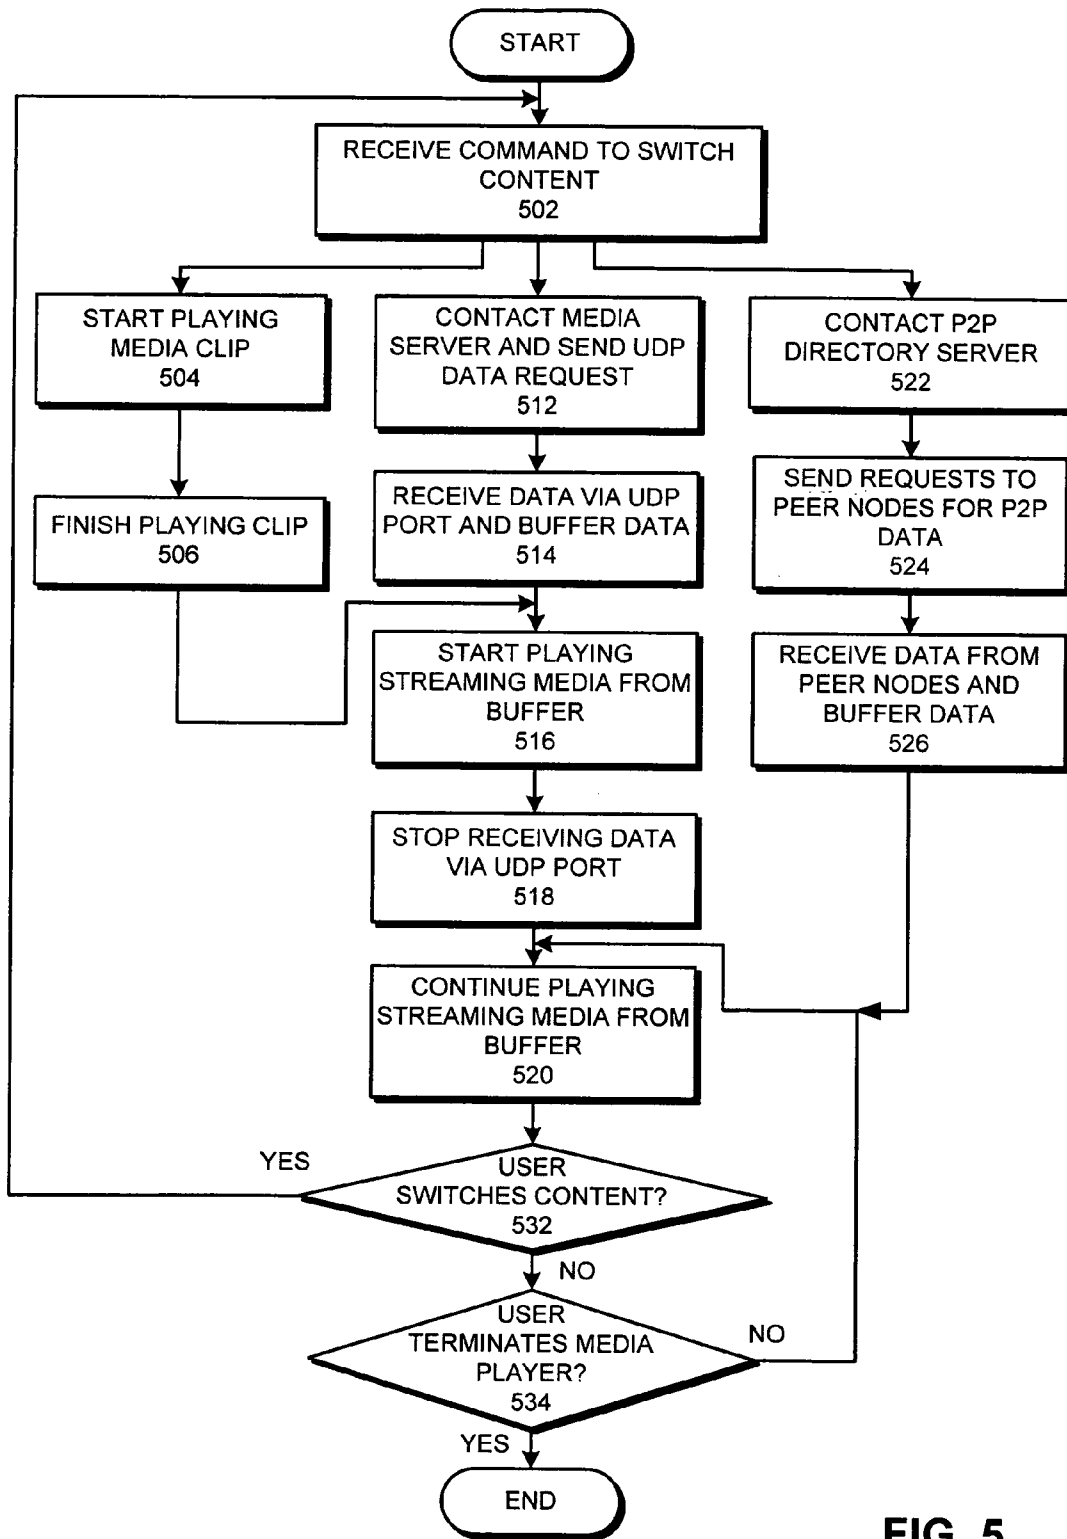 START
RECEIVE COMMAND TO SWITCH
CONTENT
502
START PLAYING
MEDIA CLIP
504
FINISH PLAYING CLIP
506
CONTACT MEDIA
SERVER AND SEND UDP
DATA REQUEST
512
RECEIVE DATA VIA UDP
PORT AND BUFFER DATA
514
START PLAYING
STREAMING MEDIA FROM
BUFFER
516
STOP RECEIVING DATA
VIA UDP PORT
518
CONTACT P2P
DIRECTORY SERVER
522
SEND REQUESTS TO
PEER NODES FOR P2P
DATA
524
RECEIVE DATA FROM
PEER NODES AND
BUFFER DATA
526
CONTINUE PLAYING
STREAMING MEDIA FROM
BUFFER
520
YES
USER
SWITCHES CONTENT?
532
NO
USER
TERMINATES MEDIA
PLAYER?
534
NO
YES
END
FIG. 5